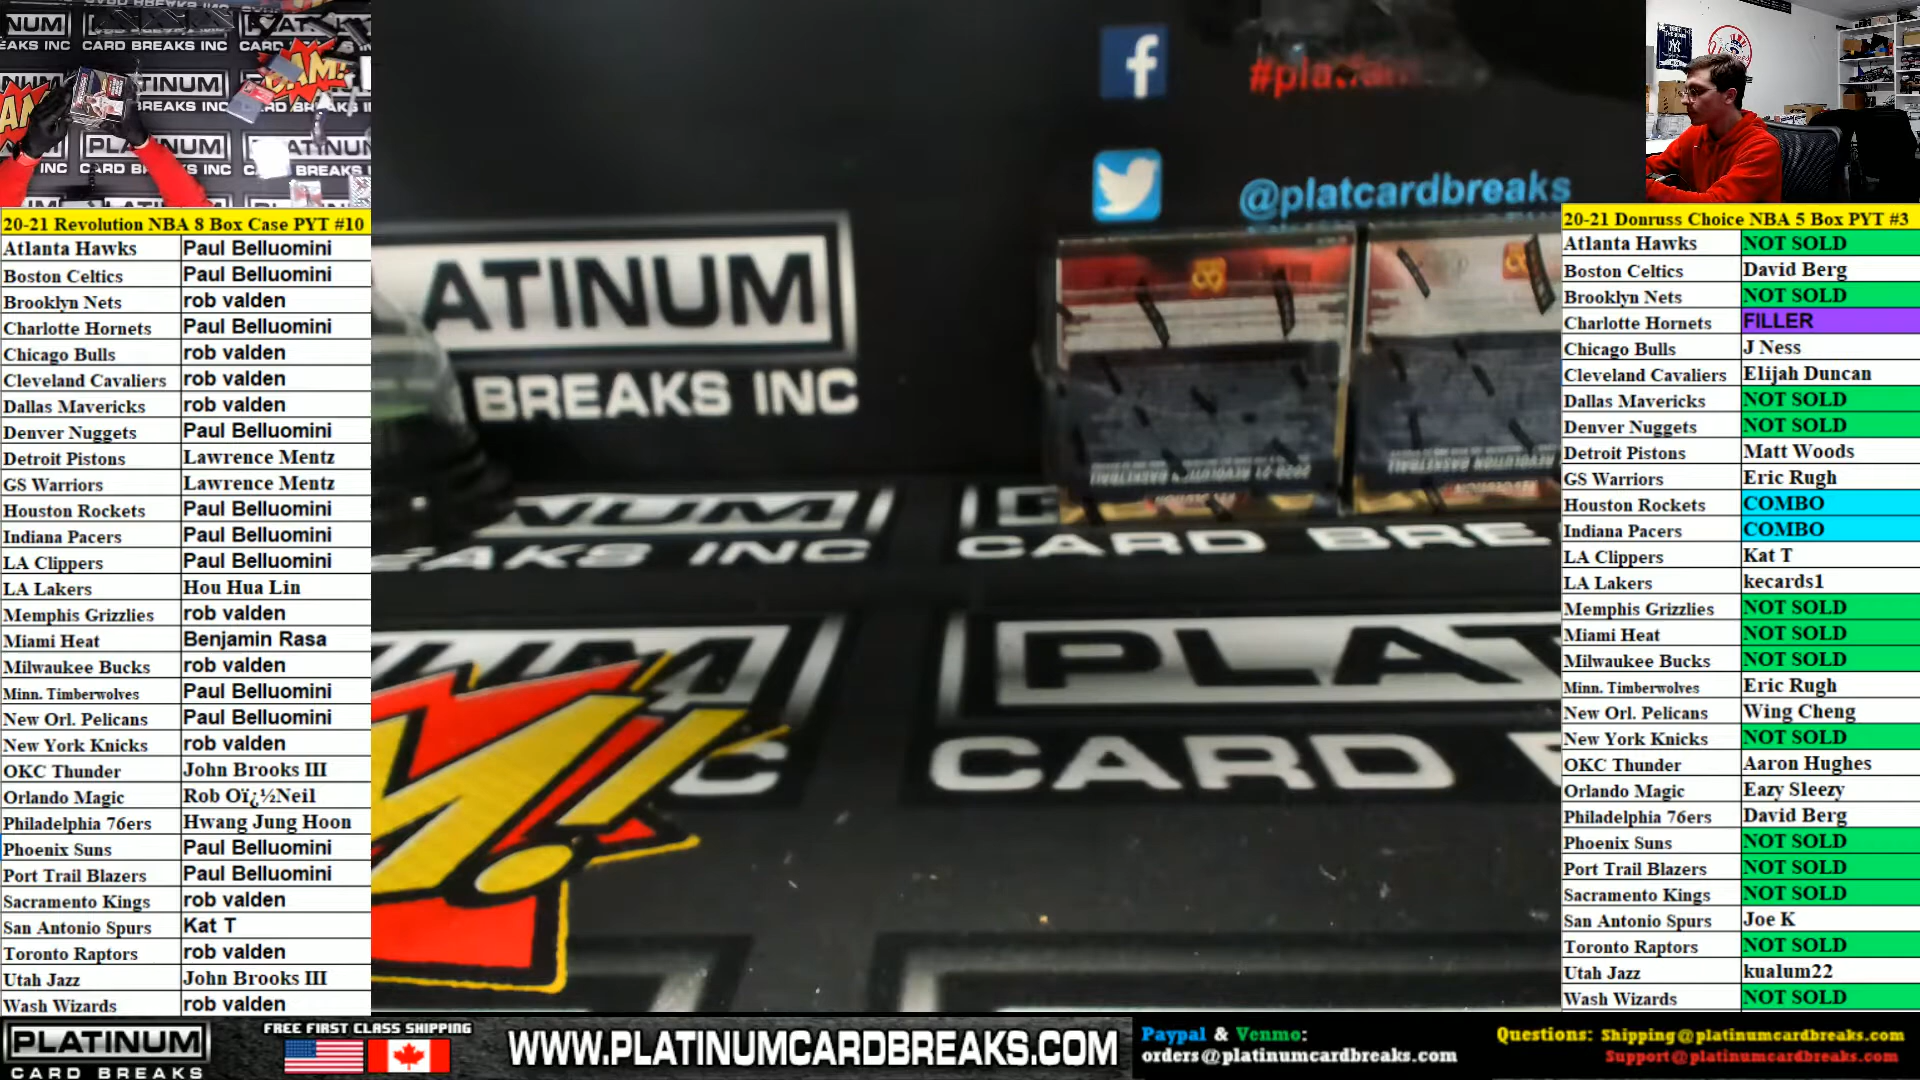 20-21 Revolution NBA 8 Box Case PYT #10
Atlanta Hawks Paul Belluomini
Boston Celtics Paul Belluomini
Brooklyn Nets rob valden
Charlotte Hornets Paul Belluomini
Chicago Bulls rob valden
Cleveland Cavaliers rob valden
Dallas Mavericks rob valden
Denver Nuggets Paul Belluomini
Detroit Pistons Lawrence Mentz
GS Warriors Lawrence Mentz
Houston Rockets Paul Belluomini
Indiana Pacers Paul Belluomini
LA Clippers Paul Belluomini
LA Lakers Hou Hua Lin
Memphis Grizzlies rob valden
Miami Heat Benjamin Rasa
Milwaukee Bucks rob valden
Minn. Timberwolves Paul Belluomini
New Orl. Pelicans Paul Belluomini
New York Knicks rob valden
OKC Thunder John Brooks III
Orlando Magic Rob Oï¿½Neil
Philadelphia 76ers Hwang Jung Hoon
Phoenix Suns Paul Belluomini
Port Trail Blazers Paul Belluomini
Sacramento Kings rob valden
San Antonio Spurs Kat T
Toronto Raptors rob valden
Utah Jazz John Brooks III
Wash Wizards rob valden
@platcardbreaks
ATINUM
BREAKS INC
CARD BRE
PLAT
CARD
20-21 Donruss Choice NBA 5 Box PYT #3
Atlanta Hawks NOT SOLD
Boston Celtics David Berg
Brooklyn Nets NOT SOLD
Charlotte Hornets FILLER
Chicago Bulls J Ness
Cleveland Cavaliers Elijah Duncan
Dallas Mavericks NOT SOLD
Denver Nuggets NOT SOLD
Detroit Pistons Matt Woods
GS Warriors Eric Rugh
Houston Rockets COMBO
Indiana Pacers COMBO
LA Clippers Kat T
LA Lakers kecards1
Memphis Grizzlies NOT SOLD
Miami Heat NOT SOLD
Milwaukee Bucks NOT SOLD
Minn. Timberwolves Eric Rugh
New Orl. Pelicans Wing Cheng
New York Knicks NOT SOLD
OKC Thunder Aaron Hughes
Orlando Magic Eazy Sleezy
Philadelphia 76ers David Berg
Phoenix Suns NOT SOLD
Port Trail Blazers NOT SOLD
Sacramento Kings NOT SOLD
San Antonio Spurs Joe K
Toronto Raptors NOT SOLD
Utah Jazz kualum22
Wash Wizards NOT SOLD
PLATINUM
CARD BREAKS
FREE FIRST CLASS SHIPPING
WWW.PLATINUMCARDBREAKS.COM
Paypal & Venmo:
orders@platinumcardbreaks.com
Questions: Shipping@platinumcardbreaks.com
Support@platinumcardbreaks.com